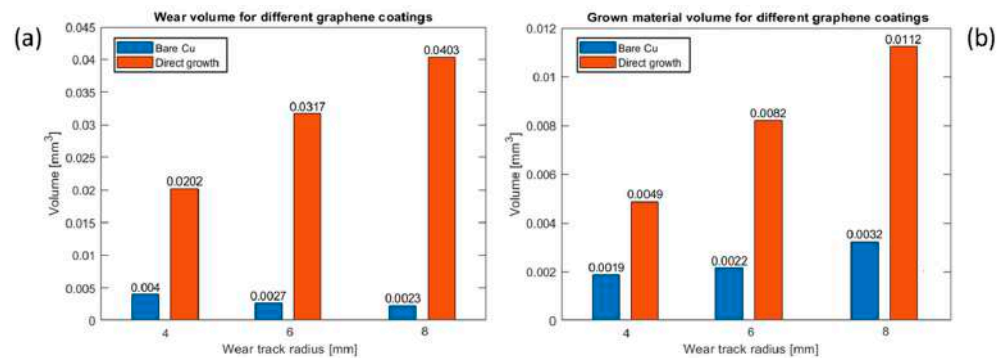 (a)
Wear volume for different graphene coatings
Bare Cu
Direct growth
0.045
0.04
0.035
0.03
0.025
0.02
0.015
0.01
0.005
0
Volume [mm³]
0.004
0.0202
0.0027
0.0317
0.0023
0.0403
4
6
8
Wear track radius [mm]
Grown material volume for different graphene coatings
(b)
Bare Cu
Direct growth
0.012
0.01
0.008
0.006
0.004
0.002
0
Volume [mm³]
0.0019
0.0049
0.0022
0.0082
0.0032
0.0112
4
6
8
Wear track radius [mm]